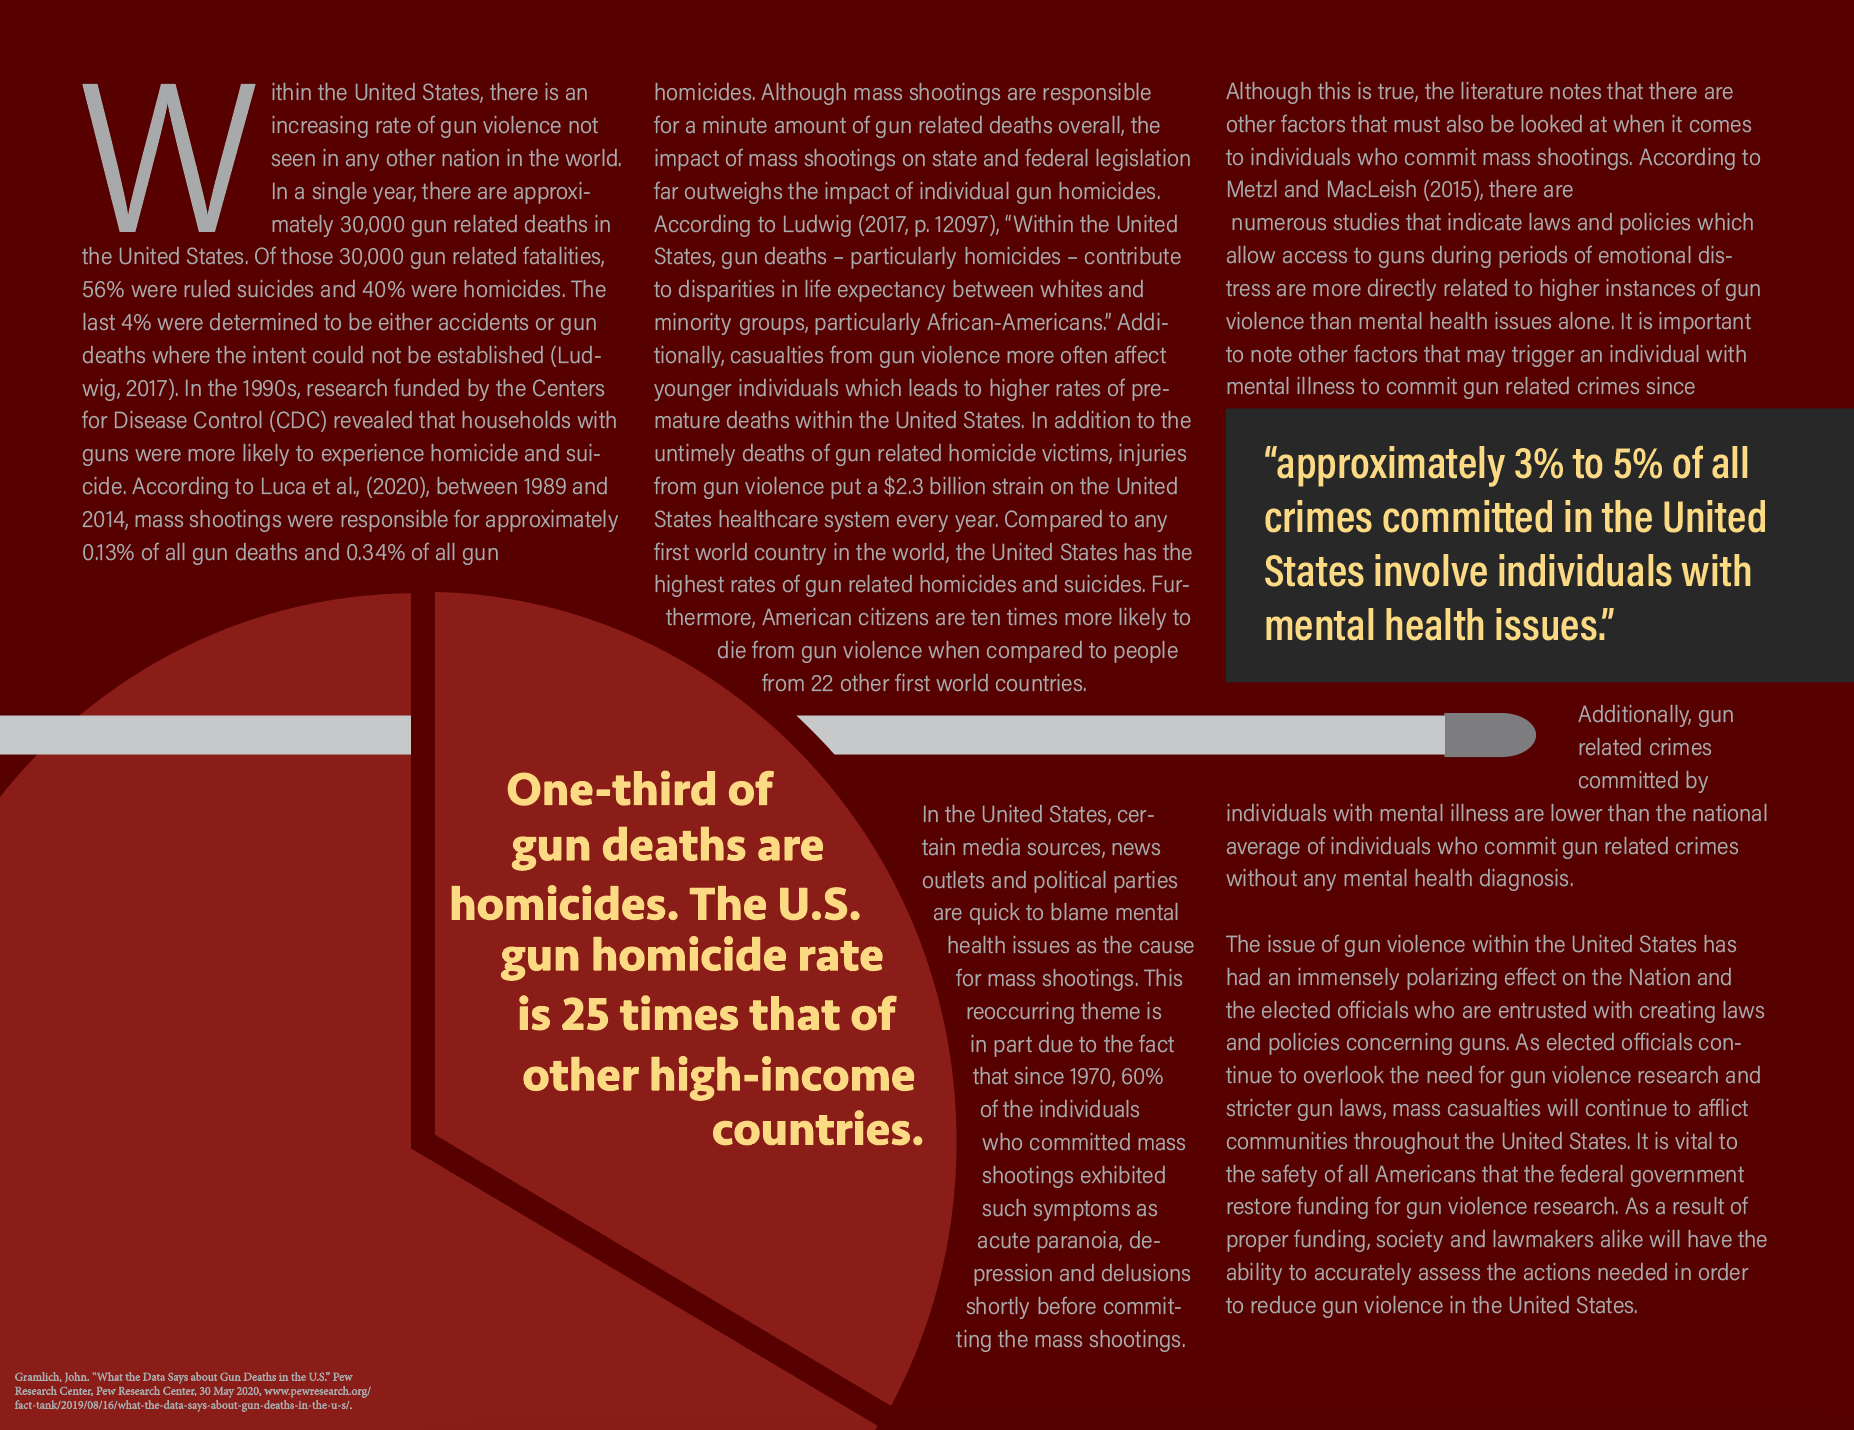 Within the United States, there is an
increasing rate of gun violence not
seen in any other nation in the world.
In a single year, there are approxi-
mately 30,000 gun related deaths in
the United States. Of those 30,000 gun related fatalities,
56% were ruled suicides and 40% were homicides. The
last 4% were determined to be either accidents or gun
deaths where the intent could not be established (Lud-
wig, 2017). In the 1990s, research funded by the Centers
for Disease Control (CDC) revealed that households with
guns were more likely to experience homicide and sui-
cide. According to Luca et al., (2020), between 1989 and
2014, mass shootings were responsible for approximately
0.13% of all gun deaths and 0.34% of all gun
homicides. Although mass shootings are responsible
for a minute amount of gun related deaths overall, the
impact of mass shootings on state and federal legislation
far outweighs the impact of individual gun homicides.
According to Ludwig (2017, p. 12097), “Within the United
States, gun deaths – particularly homicides – contribute
to disparities in life expectancy between whites and
minority groups, particularly African-Americans.” Addi-
tionally, casualties from gun violence more often affect
younger individuals which leads to higher rates of pre-
mature deaths within the United States. In addition to the
untimely deaths of gun related homicide victims, injuries
from gun violence put a $2.3 billion strain on the United
States healthcare system every year. Compared to any
first world country in the world, the United States has the
highest rates of gun related homicides and suicides. Fur-
thermore, American citizens are ten times more likely to
die from gun violence when compared to people
from 22 other first world countries.
One-third of
gun deaths are
homicides. The U.S.
gun homicide rate
is 25 times that of
other high-income
countries.
In the United States, cer-
tain media sources, news
outlets and political parties
are quick to blame mental
health issues as the cause
for mass shootings. This
reoccurring theme is
in part due to the fact
that since 1970, 60%
of the individuals
who committed mass
shootings exhibited
such symptoms as
acute paranoia, de-
pression and delusions
shortly before commit-
ting the mass shootings.
Although this is true, the literature notes that there are
other factors that must also be looked at when it comes
to individuals who commit mass shootings. According to
Metzl and MacLeish (2015), there are
numerous studies that indicate laws and policies which
allow access to guns during periods of emotional dis-
tress are more directly related to higher instances of gun
violence than mental health issues alone. It is important
to note other factors that may trigger an individual with
mental illness to commit gun related crimes since
“approximately 3% to 5% of all
crimes committed in the United
States involve individuals with
mental health issues.”
Additionally, gun
related crimes
committed by
individuals with mental illness are lower than the national
average of individuals who commit gun related crimes
without any mental health diagnosis.
The issue of gun violence within the United States has
had an immensely polarizing effect on the Nation and
the elected officials who are entrusted with creating laws
and policies concerning guns. As elected officials con-
tinue to overlook the need for gun violence research and
stricter gun laws, mass casualties will continue to afflict
communities throughout the United States. It is vital to
the safety of all Americans that the federal government
restore funding for gun violence research. As a result of
proper funding, society and lawmakers alike will have the
ability to accurately assess the actions needed in order
to reduce gun violence in the United States.
Gramlich, John. “What the Data Says about Gun Deaths in the U.S.” Pew
Research Center, Pew Research Center, 30 May 2020, www.pewresearch.org/
fact-tank/2019/08/16/what-the-data-says-about-gun-deaths-in-the-u-s/.